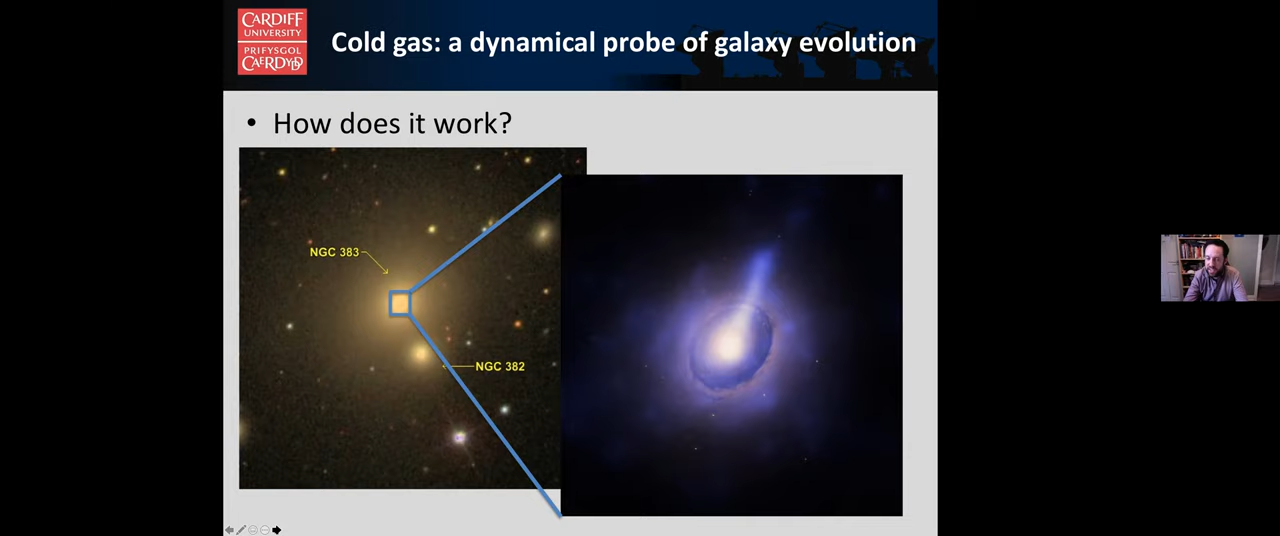 CARDIFF
UNIVERSITY
PRIFYSGOL
CAERDYDD
Cold gas: a dynamical probe of galaxy evolution
• How does it work?
NGC 383
NGC 382